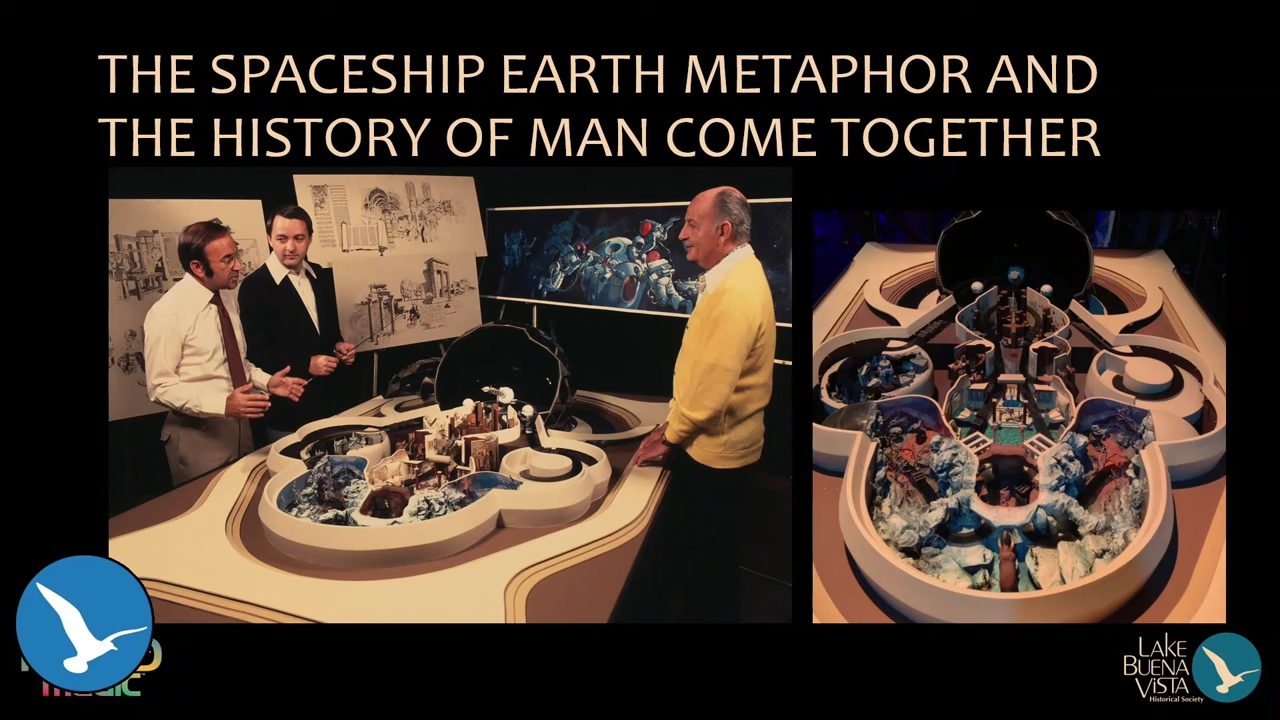 THE SPACESHIP EARTH METAPHOR AND
THE HISTORY OF MAN COME TOGETHER
LAKE
BUENA
VISTA
Historical Society